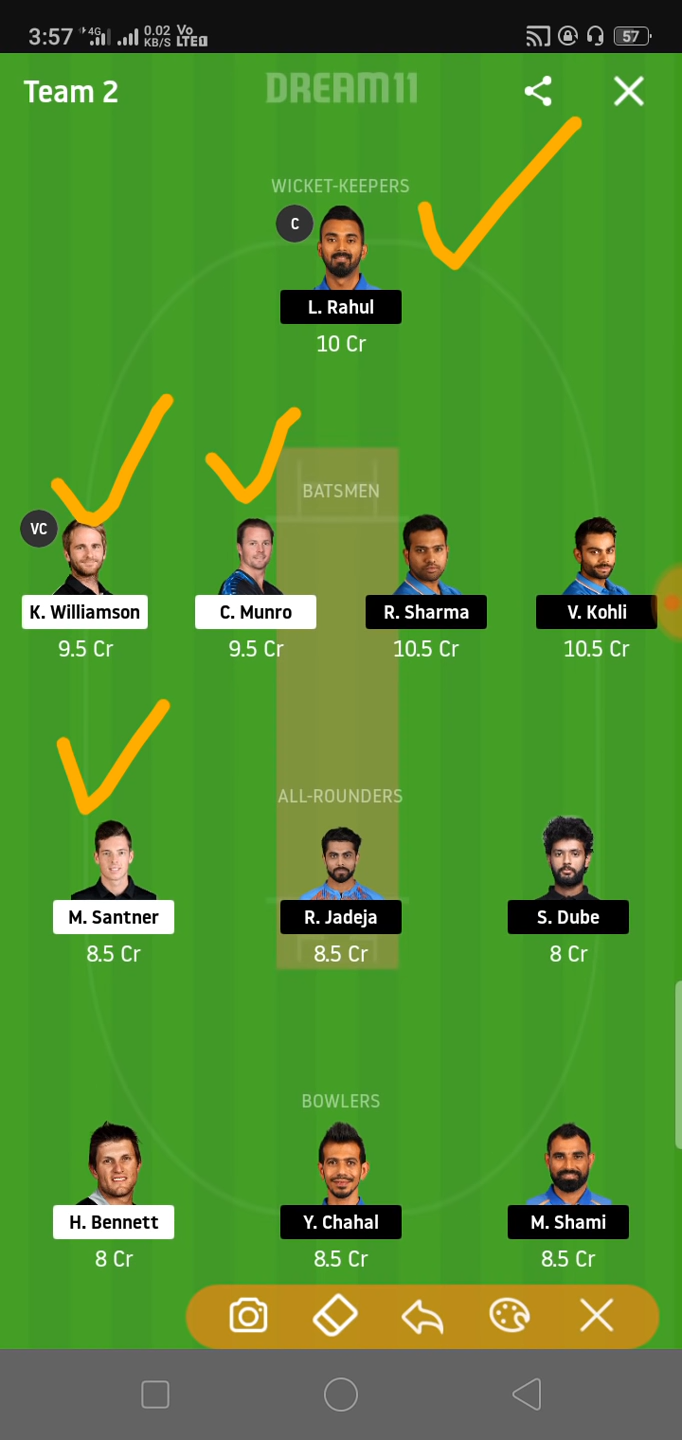 3:57 4G 0.02 KB/S Vo LTE 57
Team 2 DREAM11
WICKET-KEEPERS
C
L. Rahul
10 Cr
BATSMEN
VC
K. Williamson C. Munro R. Sharma V. Kohli
9.5 Cr 9.5 Cr 10.5 Cr 10.5 Cr
ALL-ROUNDERS
M. Santner R. Jadeja S. Dube
8.5 Cr 8.5 Cr 8 Cr
BOWLERS
H. Bennett Y. Chahal M. Shami
8 Cr 8.5 Cr 8.5 Cr